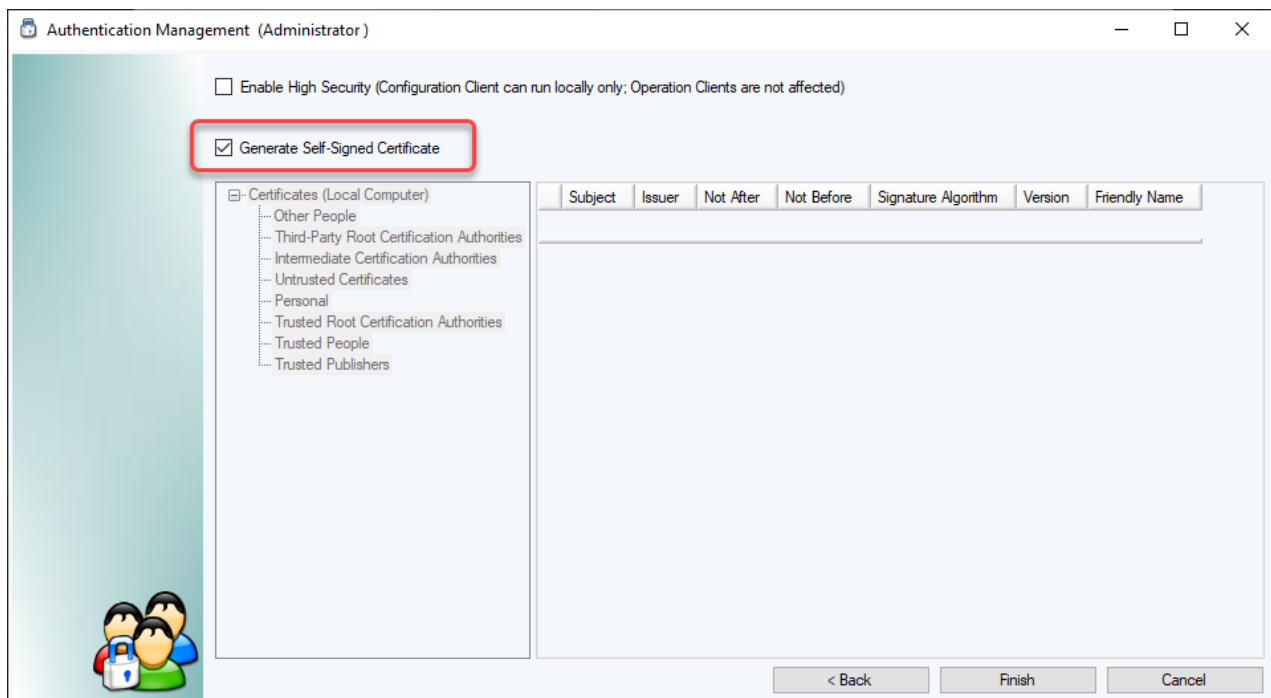 Authentication Management (Administrator)
Enable High Security (Configuration Client can run locally only; Operation Clients are not affected)
Generate Self-Signed Certificate
Certificates (Local Computer)
Other People
Third-Party Root Certification Authorities
Intermediate Certification Authorities
Untrusted Certificates
Personal
Trusted Root Certification Authorities
Trusted People
Trusted Publishers
Subject Issuer Not After Not Before Signature Algorithm Version Friendly Name
< Back Finish Cancel